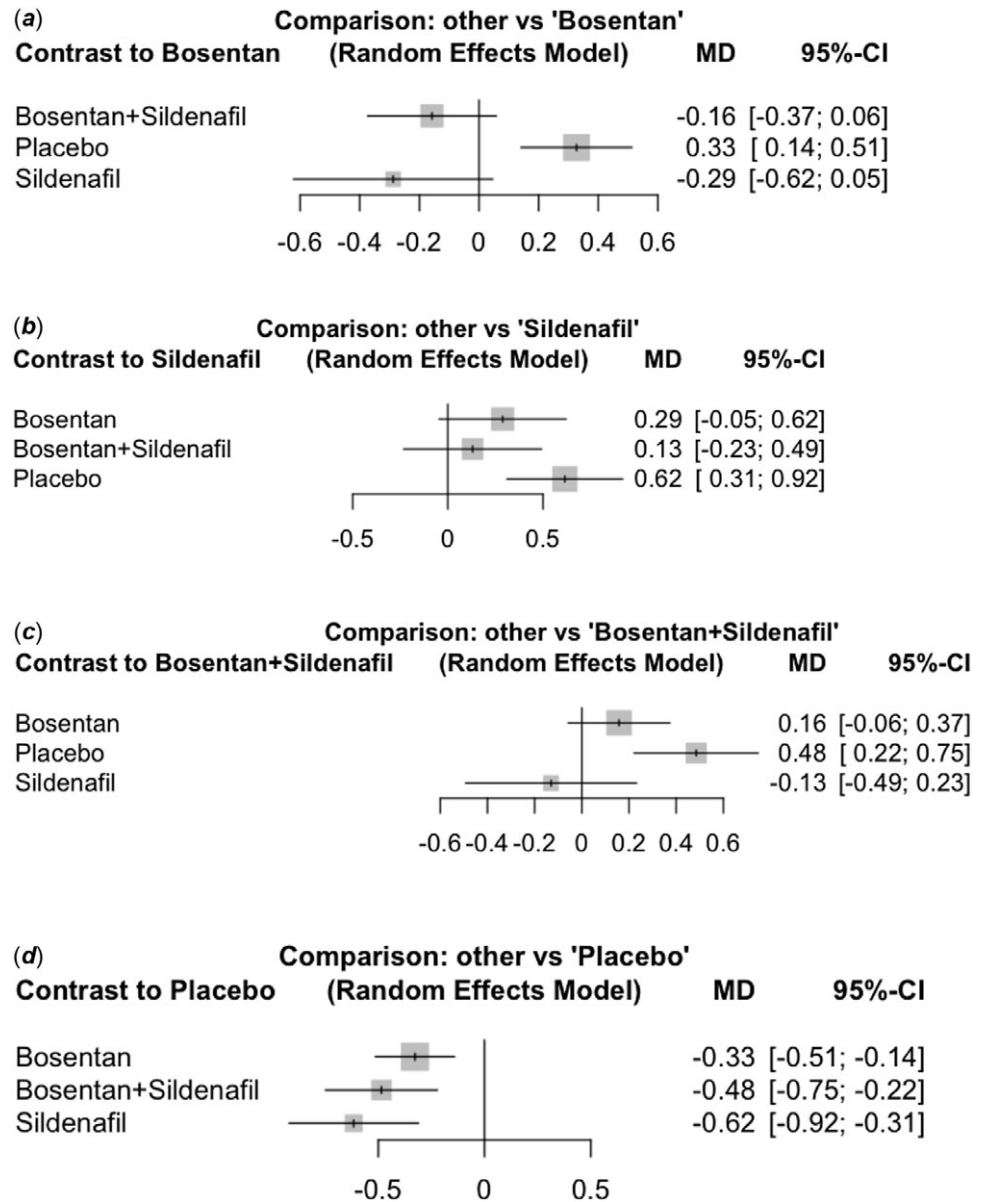 (a) Comparison: other vs 'Bosentan'
Contrast to Bosentan (Random Effects Model) MD 95%-CI
Bosentan+Sildenafil -0.16 [-0.37; 0.06]
Placebo 0.33 [ 0.14; 0.51]
Sildenafil -0.29 [-0.62; 0.05]
-0.6 -0.4 -0.2 0 0.2 0.4 0.6
(b) Comparison: other vs 'Sildenafil'
Contrast to Sildenafil (Random Effects Model) MD 95%-CI
Bosentan 0.29 [-0.05; 0.62]
Bosentan+Sildenafil 0.13 [-0.23; 0.49]
Placebo 0.62 [ 0.31; 0.92]
-0.5 0 0.5
(c) Comparison: other vs 'Bosentan+Sildenafil'
Contrast to Bosentan+Sildenafil (Random Effects Model) MD 95%-CI
Bosentan 0.16 [-0.06; 0.37]
Placebo 0.48 [ 0.22; 0.75]
Sildenafil -0.13 [-0.49; 0.23]
-0.6 -0.4 -0.2 0 0.2 0.4 0.6
(d) Comparison: other vs 'Placebo'
Contrast to Placebo (Random Effects Model) MD 95%-CI
Bosentan -0.33 [-0.51; -0.14]
Bosentan+Sildenafil -0.48 [-0.75; -0.22]
Sildenafil -0.62 [-0.92; -0.31]
-0.5 0 0.5